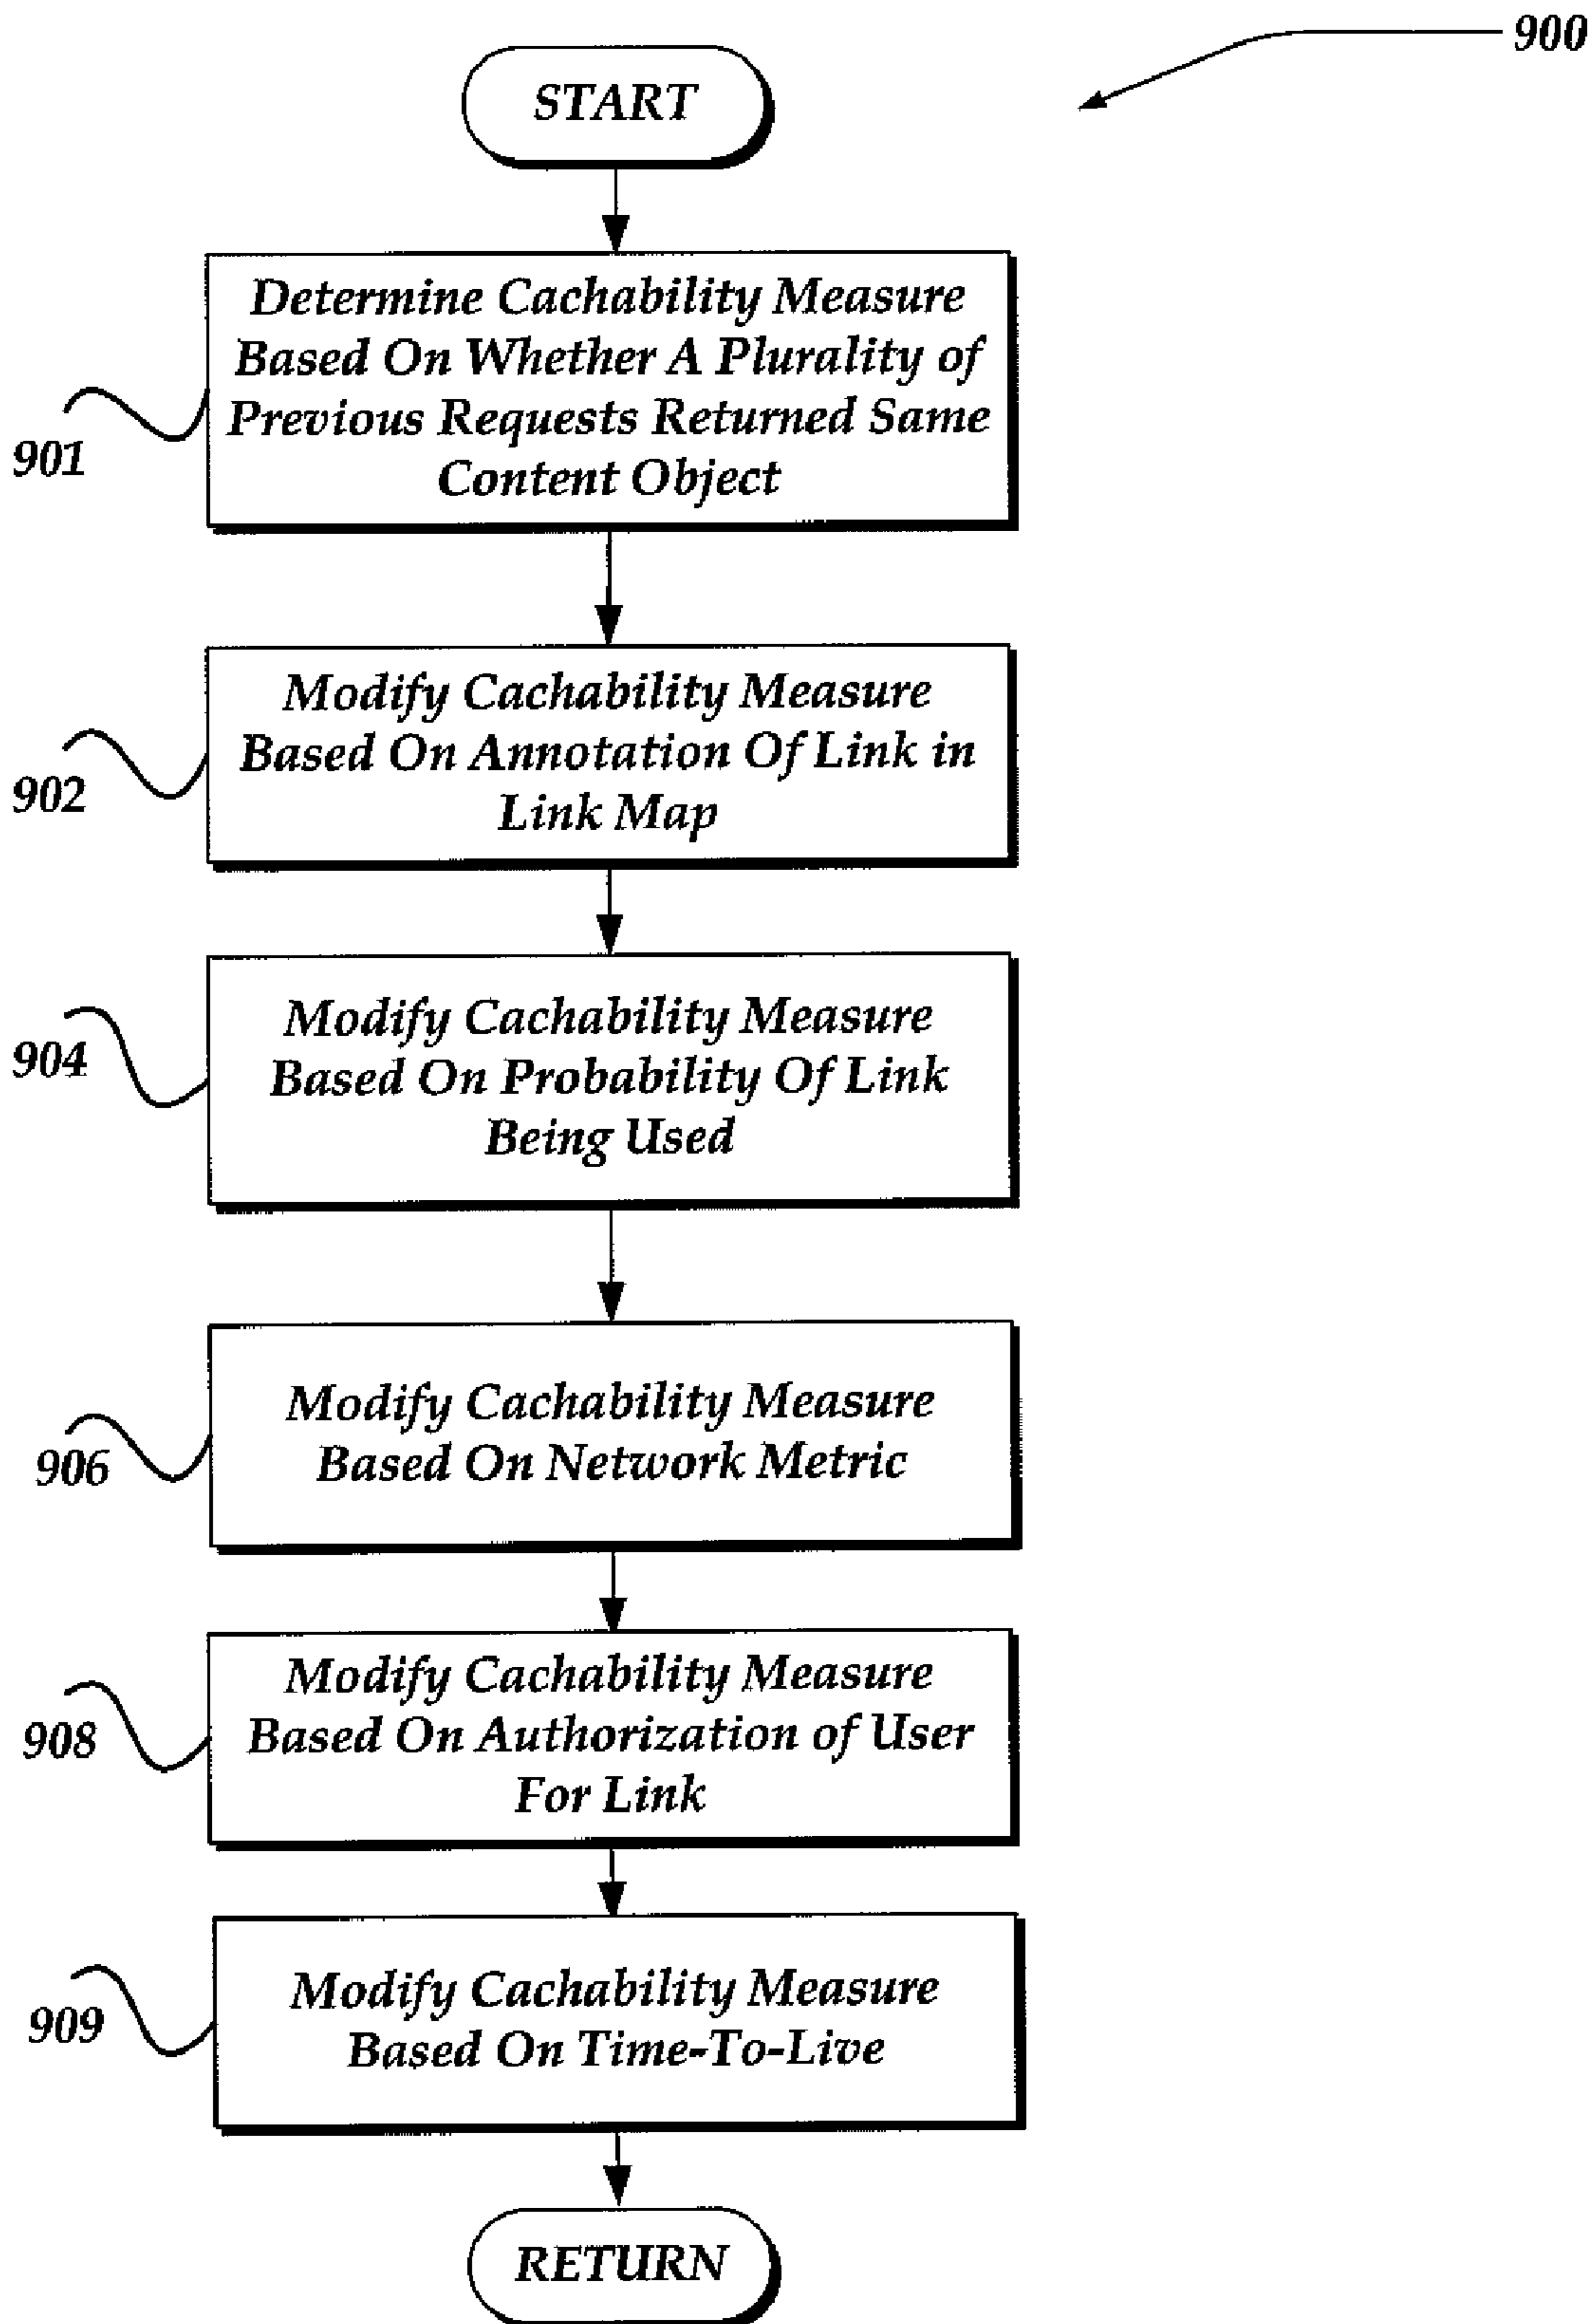 900
START
Determine Cachability Measure
Based On Whether A Plurality of
Previous Requests Returned Same
Content Object
901
Modify Cachability Measure
Based On Annotation Of Link in
Link Map
902
Modify Cachability Measure
Based On Probability Of Link
Being Used
904
Modify Cachability Measure
Based On Network Metric
906
Modify Cachability Measure
Based On Authorization of User
For Link
908
Modify Cachability Measure
Based On Time-To-Live
909
RETURN